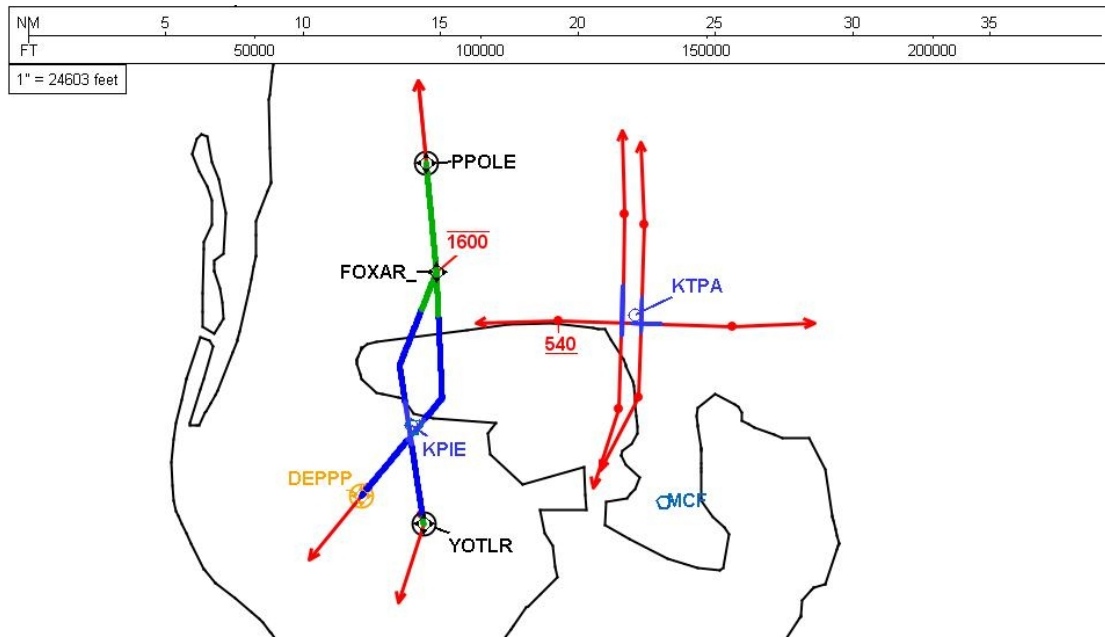 NM 5 10 15 20 25 30 35
FT 50000 100000 150000 200000
1" = 24603 feet
PPOLE
1600
FOXAR_
KTPA
540
KPIE
DEPPP
MCF
YOTLR